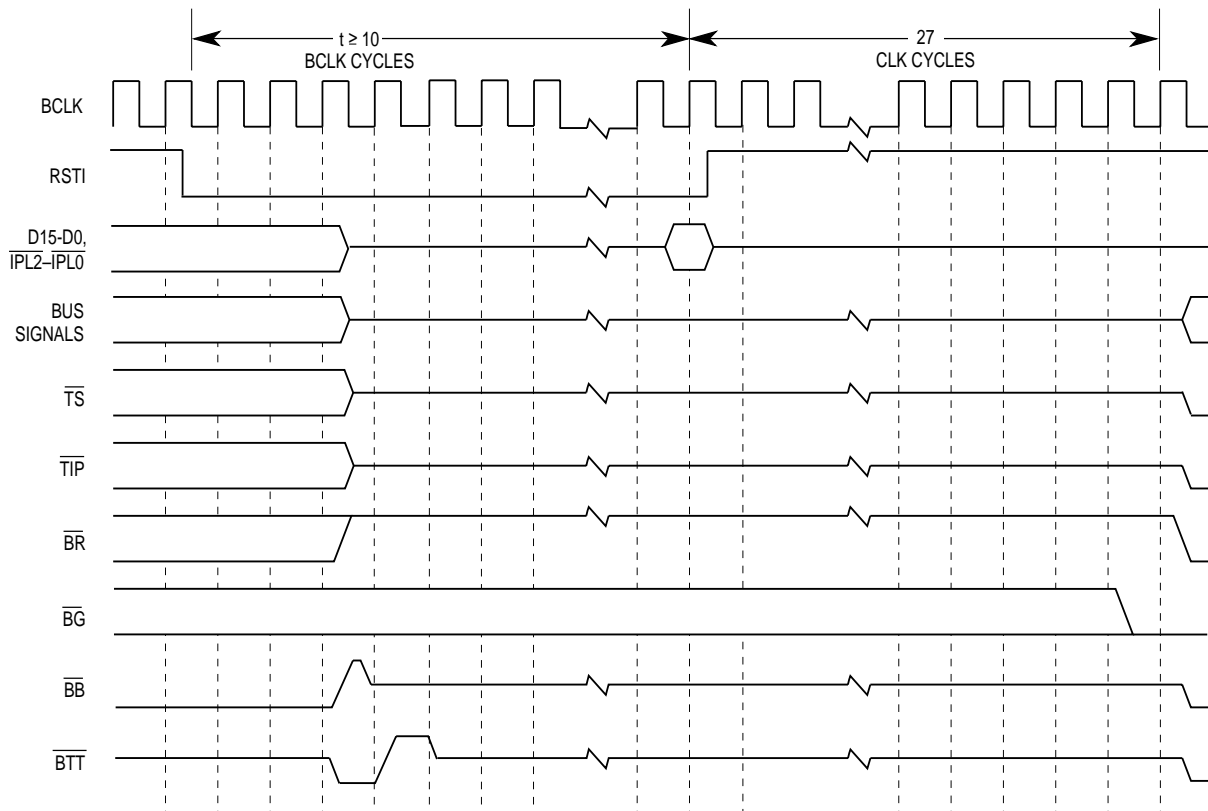 t ≥ 10
BCLK CYCLES
27
CLK CYCLES
BCLK
RSTI
D15-D0,
IPL2–IPL0
BUS
SIGNALS
TS
TIP
BR
BG
BB
BTT